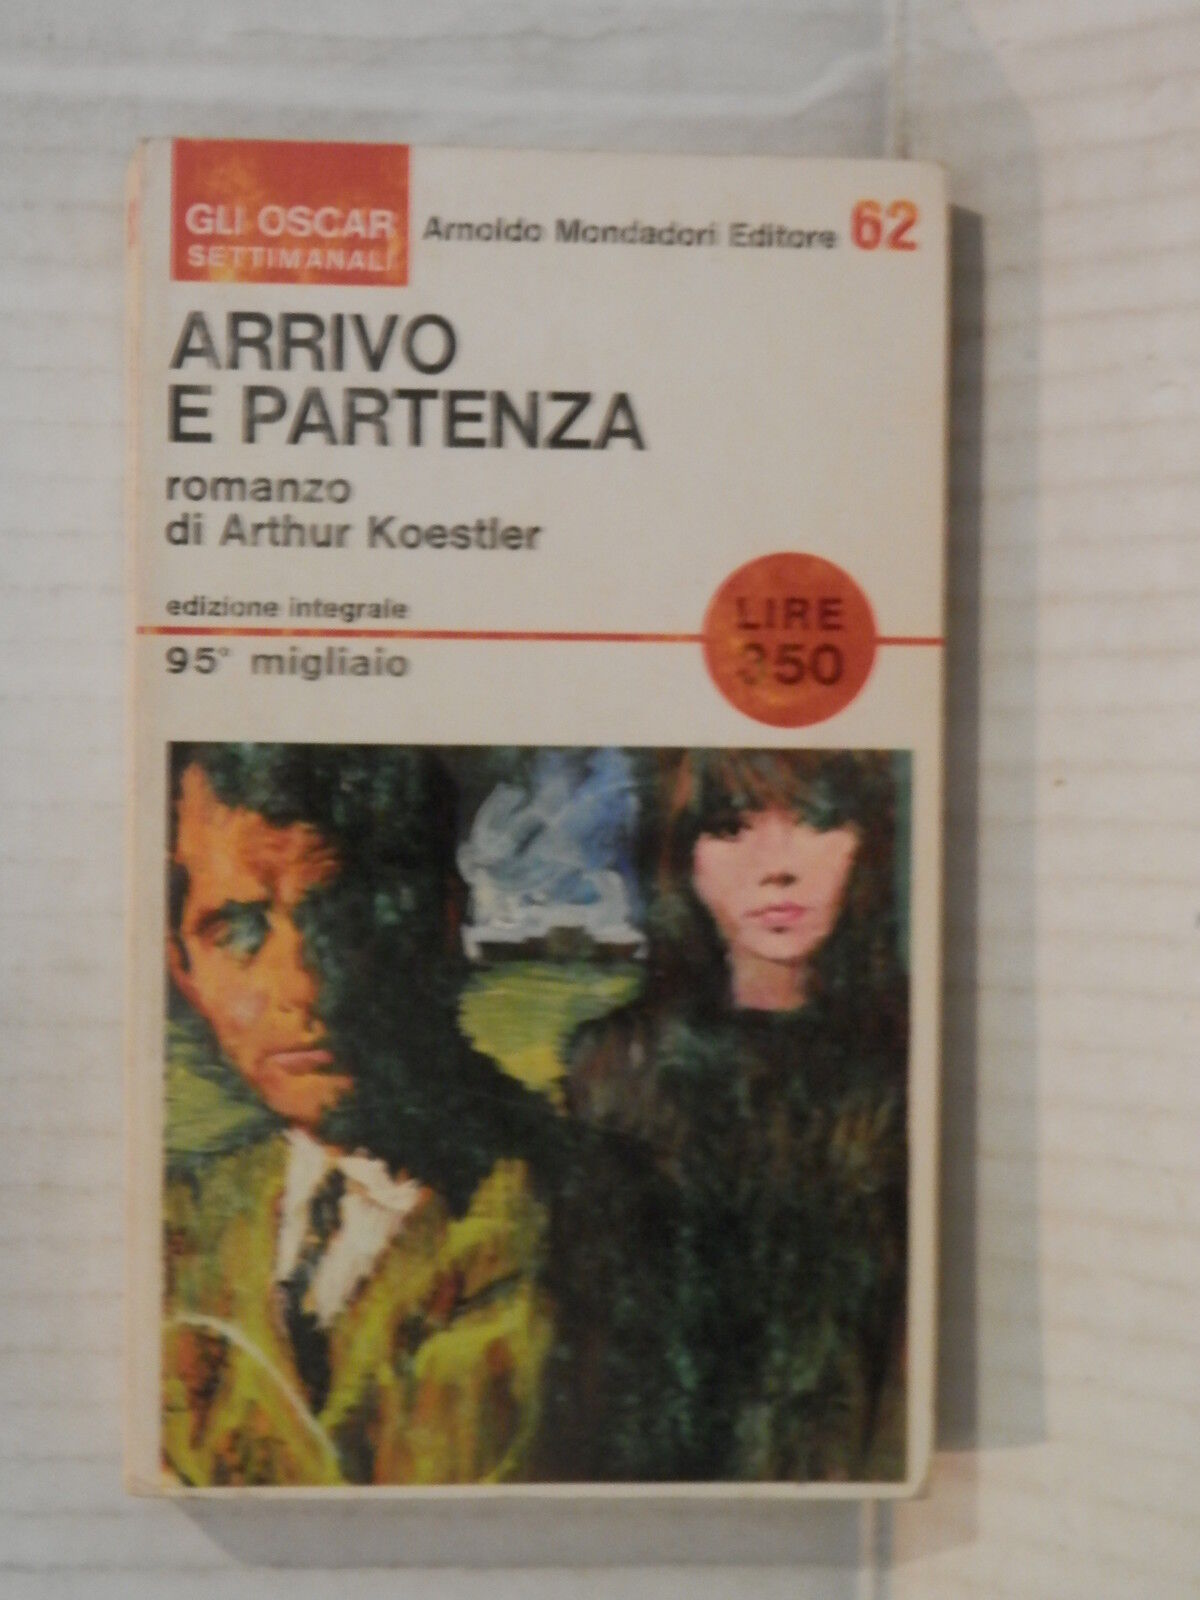 GLI OSCAR
SETTIMANALI
Arnoldo Mondadori Editore 62
ARRIVO
E PARTENZA
romanzo
di Arthur Koestler
edizione integrale
95° migliaio
LIRE
350